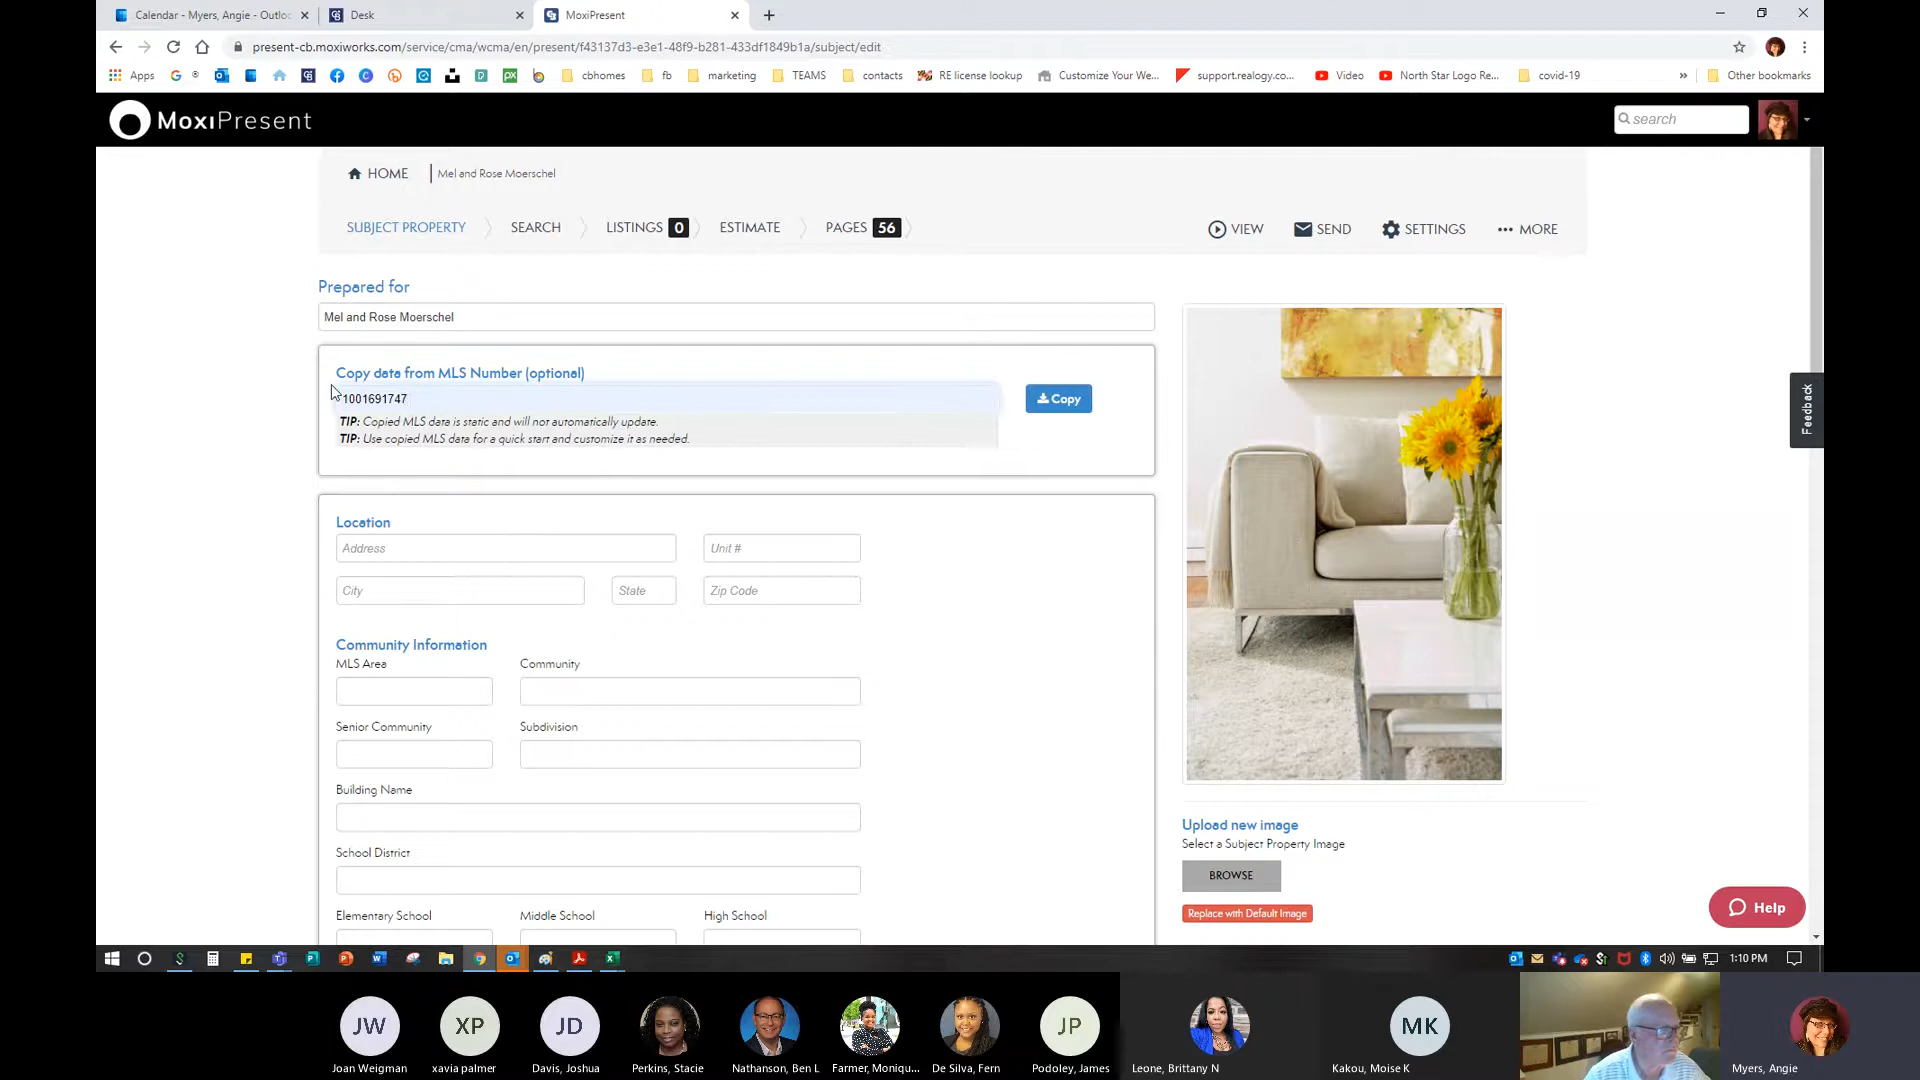 Calendar - Myers, Angie - Outloo
Desk
MoxiPresent
present-cb.moxiworks.com/service/cma/wcma/en/present/f43137d3-e3e1-48f9-b281-433df1849b1a/subject/edit
Apps
cbhomes
fb
marketing
TEAMS
contacts
RE license lookup
Customize Your We...
support.realogy.co...
Video
North Star Logo Re...
covid-19
»
Other bookmarks
MoxiPresent
search
HOME
Mel and Rose Moerschel
SUBJECT PROPERTY
SEARCH
LISTINGS 0
ESTIMATE
PAGES 56
VIEW
SEND
SETTINGS
MORE
Prepared for
Mel and Rose Moerschel
Copy data from MLS Number (optional)
1001691747
Copy
TIP: Copied MLS data is static and will not automatically update.
TIP: Use copied MLS data for a quick start and customize it as needed.
Feedback
Location
Address
Unit #
City
State
Zip Code
Community Information
MLS Area
Community
Senior Community
Subdivision
Building Name
School District
Elementary School
Middle School
High School
Upload new image
Select a Subject Property Image
BROWSE
Replace with Default Image
Help
1:10 PM
JW
XP
JD
JP
MK
Joan Weigman
xavia palmer
Davis, Joshua
Perkins, Stacie
Nathanson, Ben L
Farmer, Moniqu...
De Silva, Fern
Podoley, James
Leone, Brittany N
Kakou, Moise K
Myers, Angie